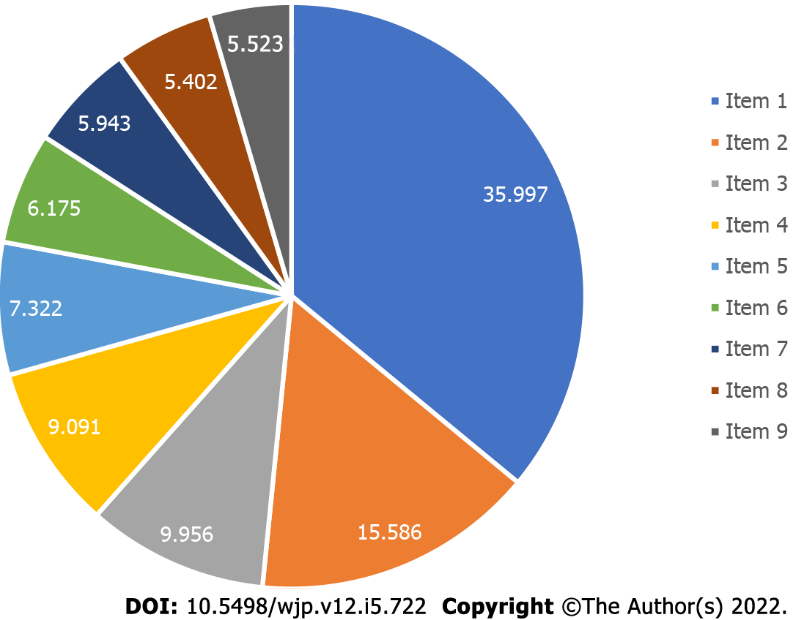 5.523
5.402
5.943
35.997
6.175
7.322
9.091
9.956
15.586
Item 1
Item 2
Item 3
Item 4
Item 5
Item 6
Item 7
Item 8
Item 9
DOI: 10.5498/wjp.v12.i5.722 Copyright ©The Author(s) 2022.